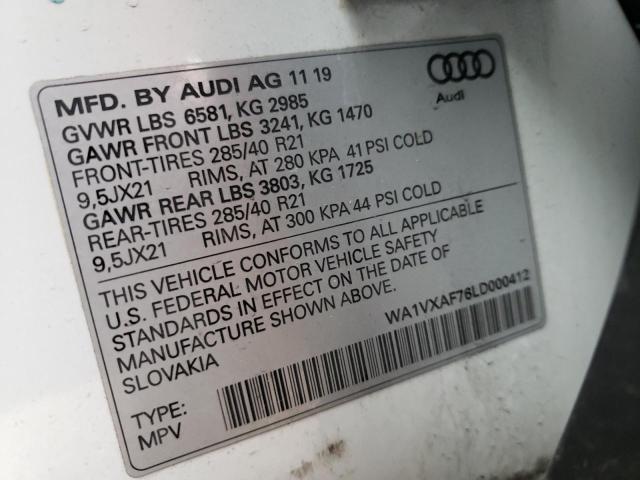 MFD. BY AUDI AG 11 19
Audi
GVWR LBS 6581, KG 2985
GAWR FRONT LBS 3241, KG 1470
FRONT-TIRES 285/40 R21
9,5JX21 RIMS, AT 280 KPA 41 PSI COLD
GAWR REAR LBS 3803, KG 1725
REAR-TIRES 285/40 R21
9,5JX21 RIMS, AT 300 KPA 44 PSI COLD
THIS VEHICLE CONFORMS TO ALL APPLICABLE
U.S. FEDERAL MOTOR VEHICLE SAFETY
STANDARDS IN EFFECT ON THE DATE OF
MANUFACTURE SHOWN ABOVE.
SLOVAKIA
WA1VXAF76LD000412
TYPE:
MPV